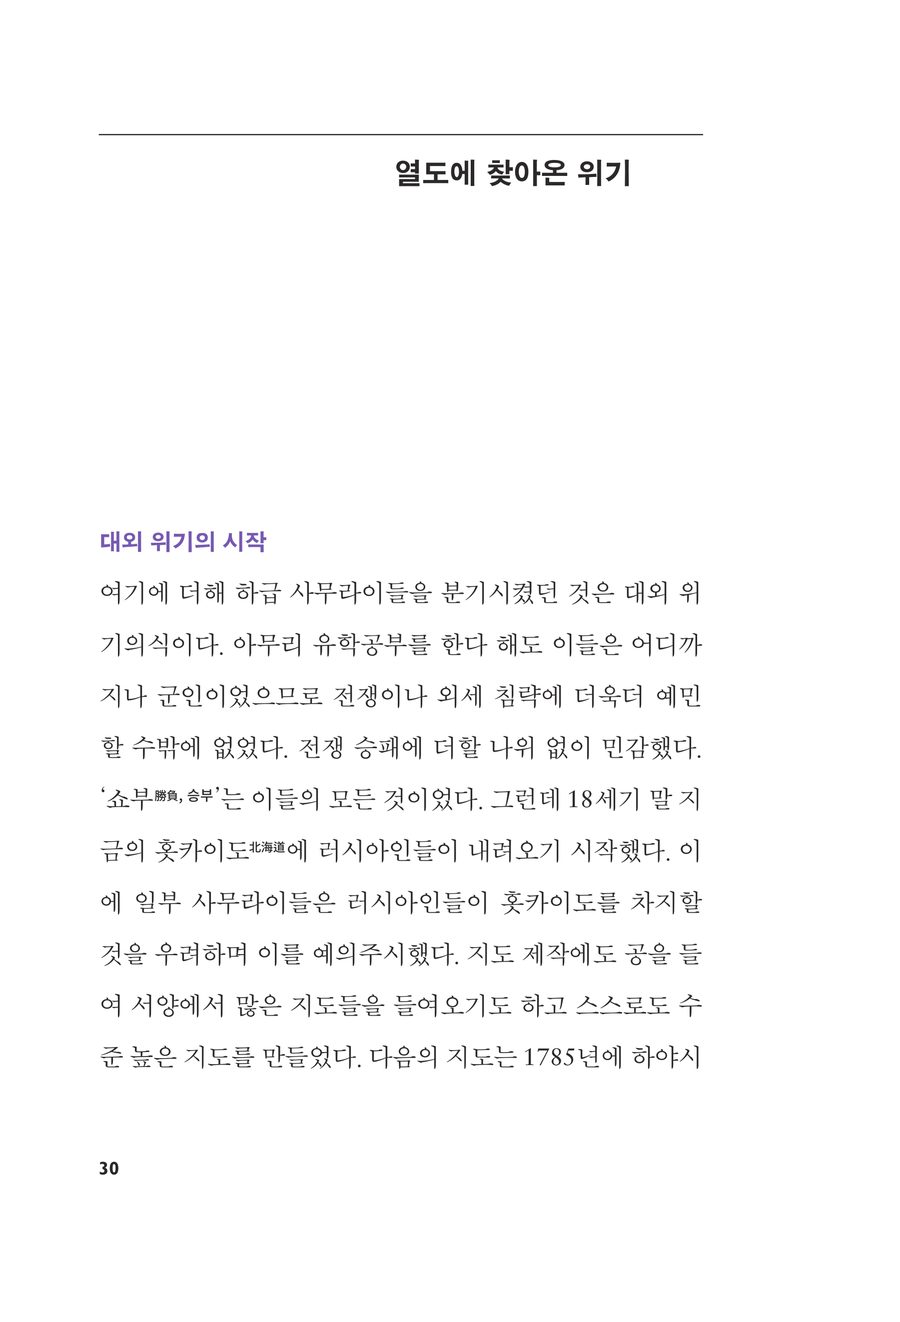 열도에 찾아온 위기
대외 위기의 시작
여기에 더해 하급 사무라이들을 분기시켰던 것은 대외 위
기의식이다. 아무리 유학공부를 한다 해도 이들은 어디까
지나 군인이었으므로 전쟁이나 외세 침략에 더욱더 예민
할 수밖에 없었다. 전쟁 승패에 더할 나위 없이 민감했다.
‘쇼부勝負, 승부’는 이들의 모든 것이었다. 그런데 18세기 말 지
금의 홋카이도北海道에 러시아인들이 내려오기 시작했다. 이
에 일부 사무라이들은 러시아인들이 홋카이도를 차지할
것을 우려하며 이를 예의주시했다. 지도 제작에도 공을 들
여 서양에서 많은 지도들을 들여오기도 하고 스스로도 수
준 높은 지도를 만들었다. 다음의 지도는 1785년에 하야시
30